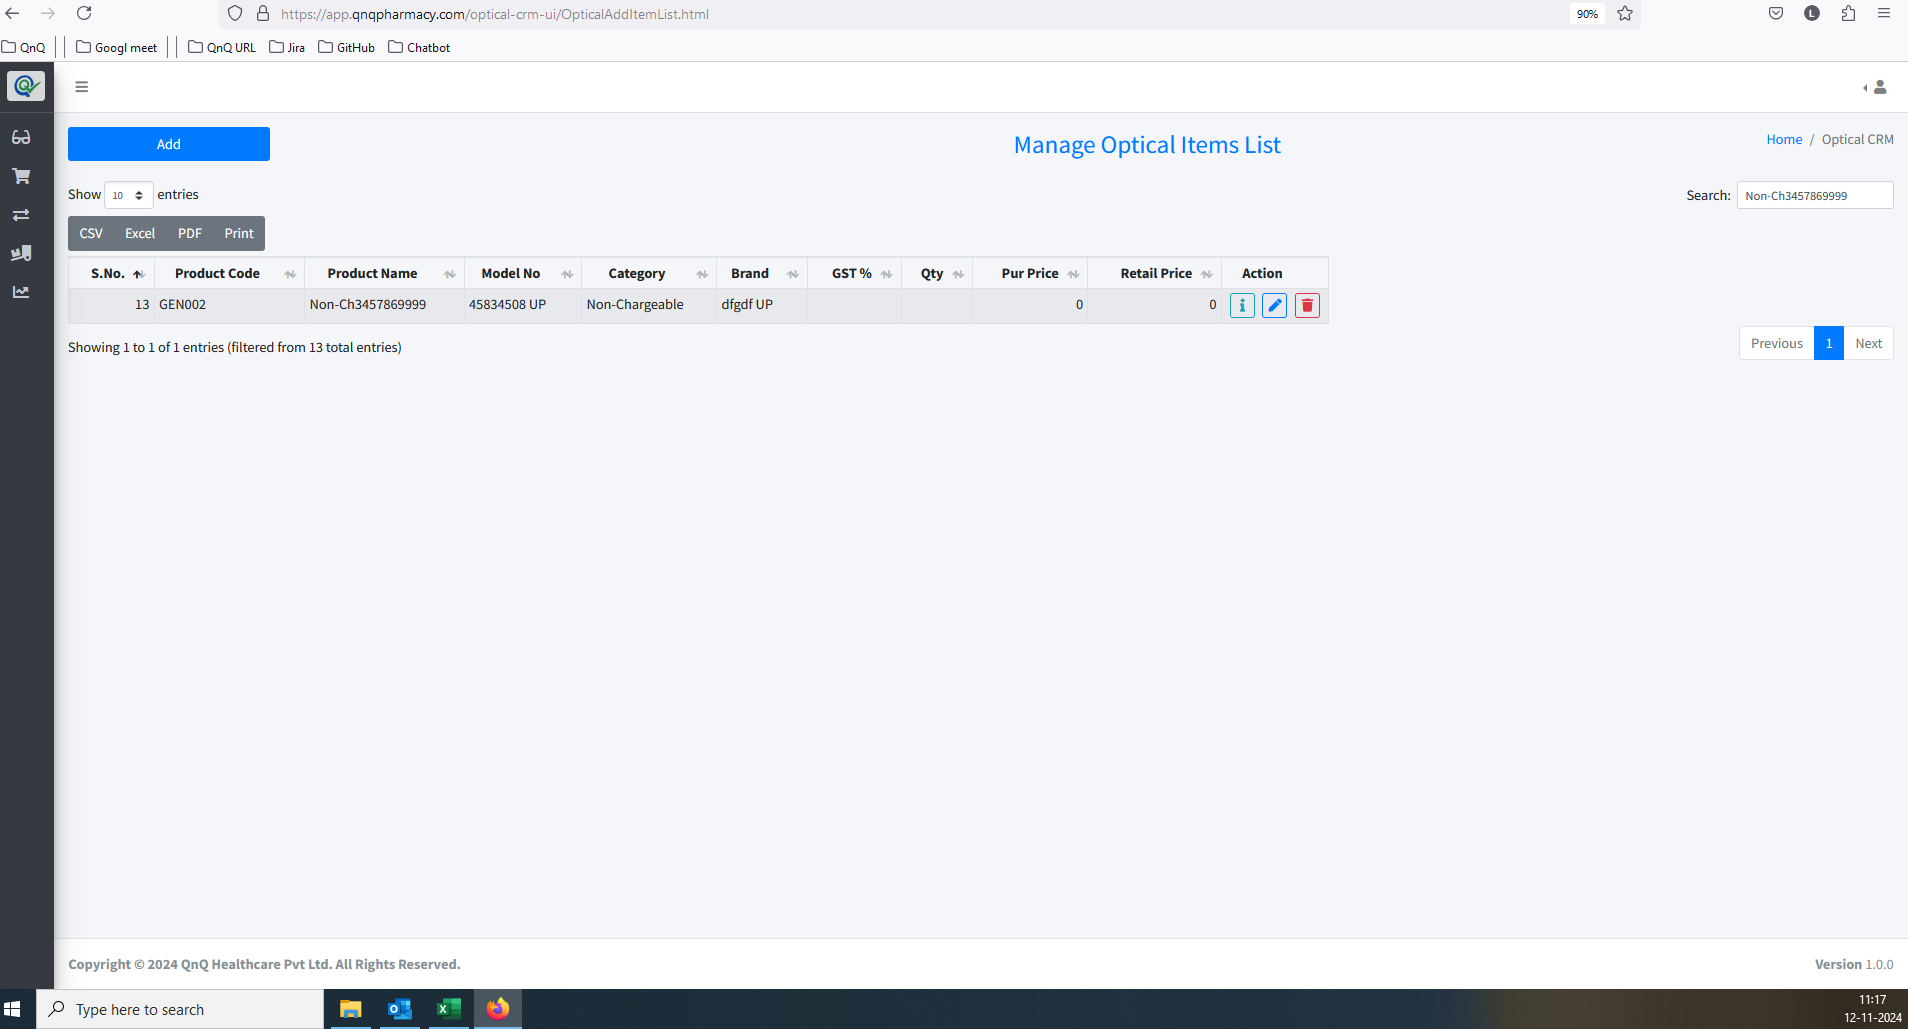 https://app.qnqpharmacy.com/optical-crm-ui/OpticalAddItemList.html 90% L
QnQ Googl meet QnQ URL Jira GitHub Chatbot
Add Manage Optical Items List Home / Optical CRM
Show 10 entries Search: Non-Ch3457869999
CSV Excel PDF Print
S.No. Product Code Product Name Model No Category Brand GST % Qty Pur Price Retail Price Action
13 GEN002 Non-Ch3457869999 45834508 UP Non-Chargeable dfgdf UP 0 0
Showing 1 to 1 of 1 entries (filtered from 13 total entries) Previous 1 Next
Copyright © 2024 QnQ Healthcare Pvt Ltd. All Rights Reserved. Version 1.0.0
Type here to search
11:17
12-11-2024